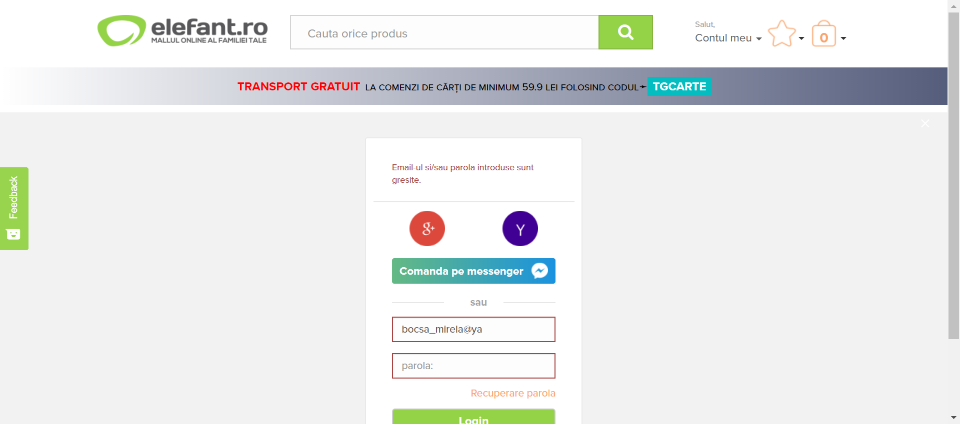 elefant.ro
MALLUL ONLINE AL FAMILIEI TALE
Cauta orice produs
Salut,
Contul meu
0
TRANSPORT GRATUIT LA COMENZI DE CĂRȚI DE MINIMUM 59.9 LEI FOLOSIND CODUL TGCARTE
Feedback
Email-ul si/sau parola introduse sunt
gresite.
g+
Y
Comanda pe messenger
sau
bocsa_mirela@ya
parola:
Recuperare parola
Login